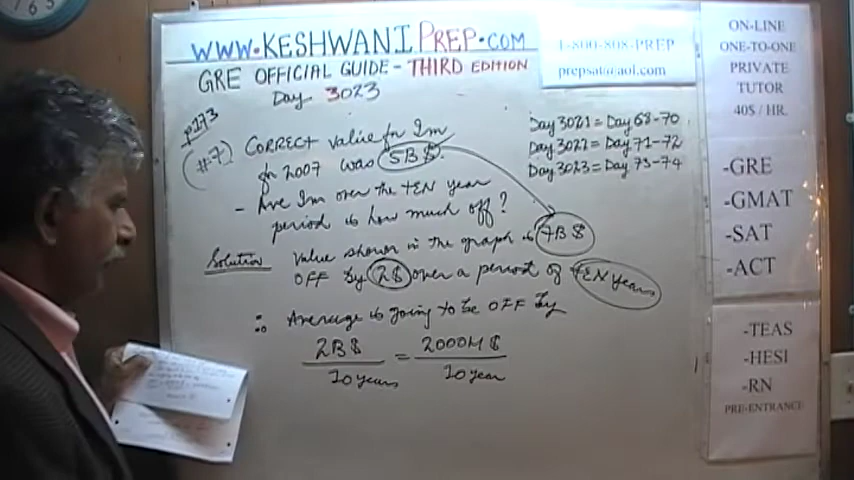 WWW.KESHWANIPREP.COM
1-800-808-PREP
prepsat@aol.com
GRE OFFICIAL GUIDE - THIRD EDITION
Day 3023
p173
(#7) CORRECT value for Im
for 2007 was 5B$.
- Ave Im over the tEN year
period is how much off?
Day 3021 = Day 68-70
Day 3022 = Day 71-72
Day 3023 = Day 73-74
Solution value shown in the graph is 7B$
OFF by 2$ over a period of tEN years
∴ Average is going to be OFF by
2B$ / 10 years = 2000M$ / 10 year
ON-LINE
ONE-TO-ONE
PRIVATE
TUTOR
40$ / HR.
-GRE
-GMAT
-SAT
-ACT
-TEAS
-HESI
-RN
PRE-ENTRANCE